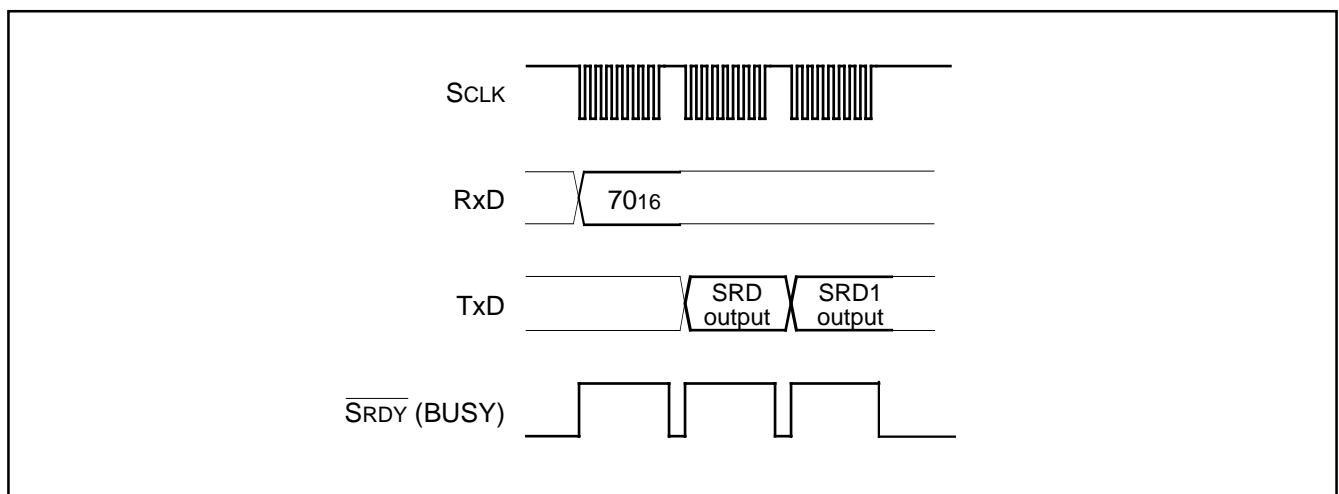 SCLK
RxD
7016
TxD
SRD
output
SRD1
output
SRDY (BUSY)